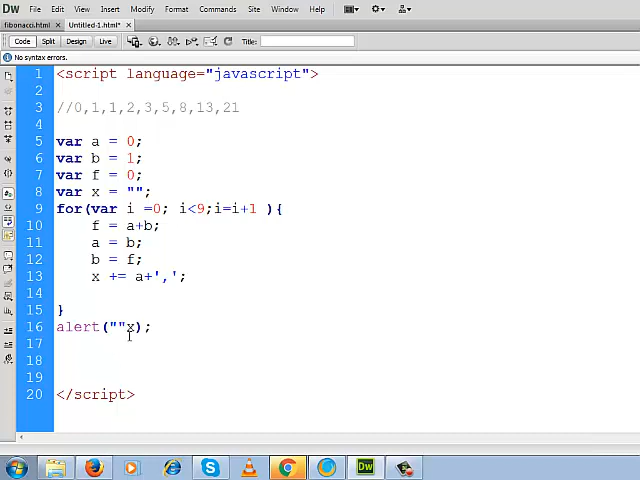 Dw File Edit View Insert Modify Format Commands Site Window Help
fibonacci.html × Untitled-1.html* ×
Code Split Design Live Title:
No syntax errors.
1 <script language="javascript">
2
3 //0,1,1,2,3,5,8,13,21
4
5 var a = 0;
6 var b = 1;
7 var f = 0;
8 var x = "";
9 for(var i =0; i<9;i=i+1 ){
10 f = a+b;
11 a = b;
12 b = f;
13 x += a+',';
14
15 }
16 alert(""x);
17
18
19
20 </script>
Dw